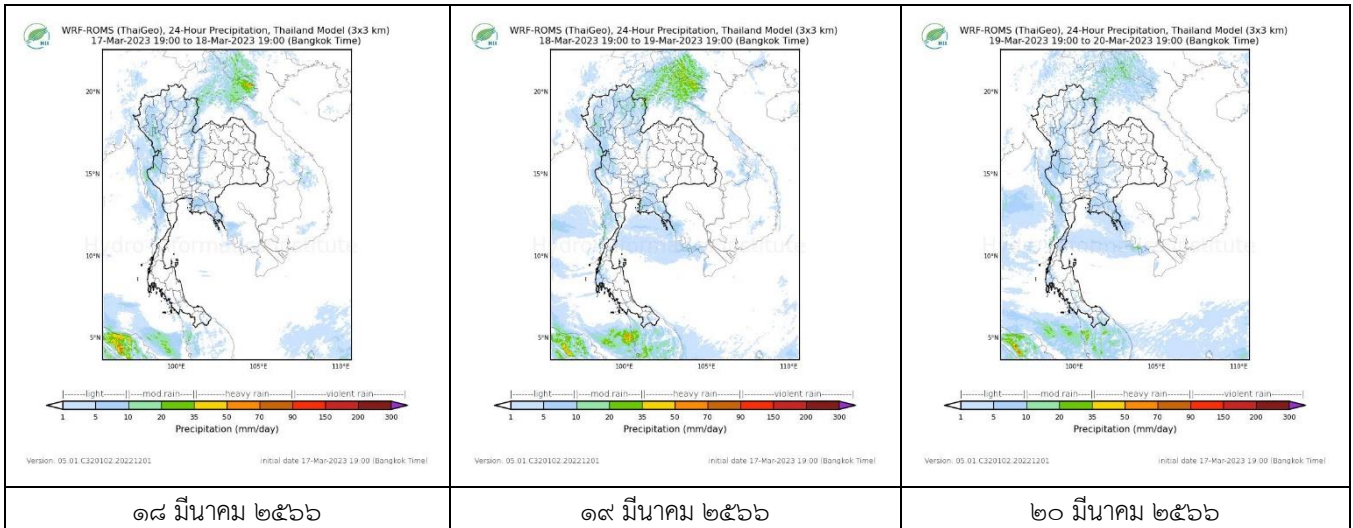 WRF-ROMS (ThaiGeo), 24-Hour Precipitation, Thailand Model (3x3 km)
17-Mar-2023 19:00 to 18-Mar-2023 19:00 (Bangkok Time)
HII
20°N
15°N
10°N
5°N
100°E 105°E 110°E
|-------light-------||---mod rain---||-------heavy rain-------||-------violent rain-------|
1 5 10 20 35 50 70 90 150 200 300
Precipitation (mm/day)
Version: 05.01.C320102.20221201 initial date 17-Mar-2023 19:00 (Bangkok Time)
๑๘ มีนาคม ๒๕๖๖
WRF-ROMS (ThaiGeo), 24-Hour Precipitation, Thailand Model (3x3 km)
18-Mar-2023 19:00 to 19-Mar-2023 19:00 (Bangkok Time)
HII
20°N
15°N
10°N
5°N
100°E 105°E 110°E
|-------light-------||---mod rain---||-------heavy rain-------||-------violent rain-------|
1 5 10 20 35 50 70 90 150 200 300
Precipitation (mm/day)
Version: 05.01.C320102.20221201 initial date 17-Mar-2023 19:00 (Bangkok Time)
๑๙ มีนาคม ๒๕๖๖
WRF-ROMS (ThaiGeo), 24-Hour Precipitation, Thailand Model (3x3 km)
19-Mar-2023 19:00 to 20-Mar-2023 19:00 (Bangkok Time)
HII
20°N
15°N
10°N
5°N
100°E 105°E 110°E
|-------light-------||---mod rain---||-------heavy rain-------||-------violent rain-------|
1 5 10 20 35 50 70 90 150 200 300
Precipitation (mm/day)
Version: 05.01.C320102.20221201 initial date 17-Mar-2023 19:00 (Bangkok Time)
๒๐ มีนาคม ๒๕๖๖